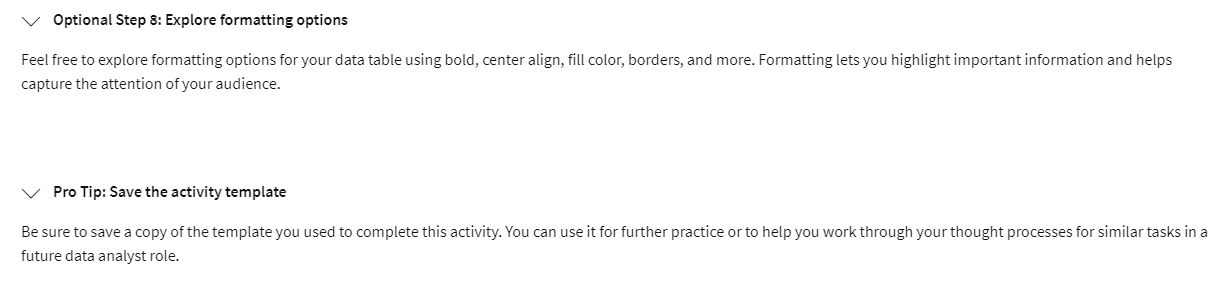 Optional Step 8: Explore formatting options
Feel free to explore formatting options for your data table using bold, center align, fill color, borders, and more. Formatting lets you highlight important information and helps
capture the attention of your audience.
Pro Tip: Save the activity template
Be sure to save a copy of the template you used to complete this activity. You can use it for further practice or to help you work through your thought processes for similar tasks in a
future data analyst role.